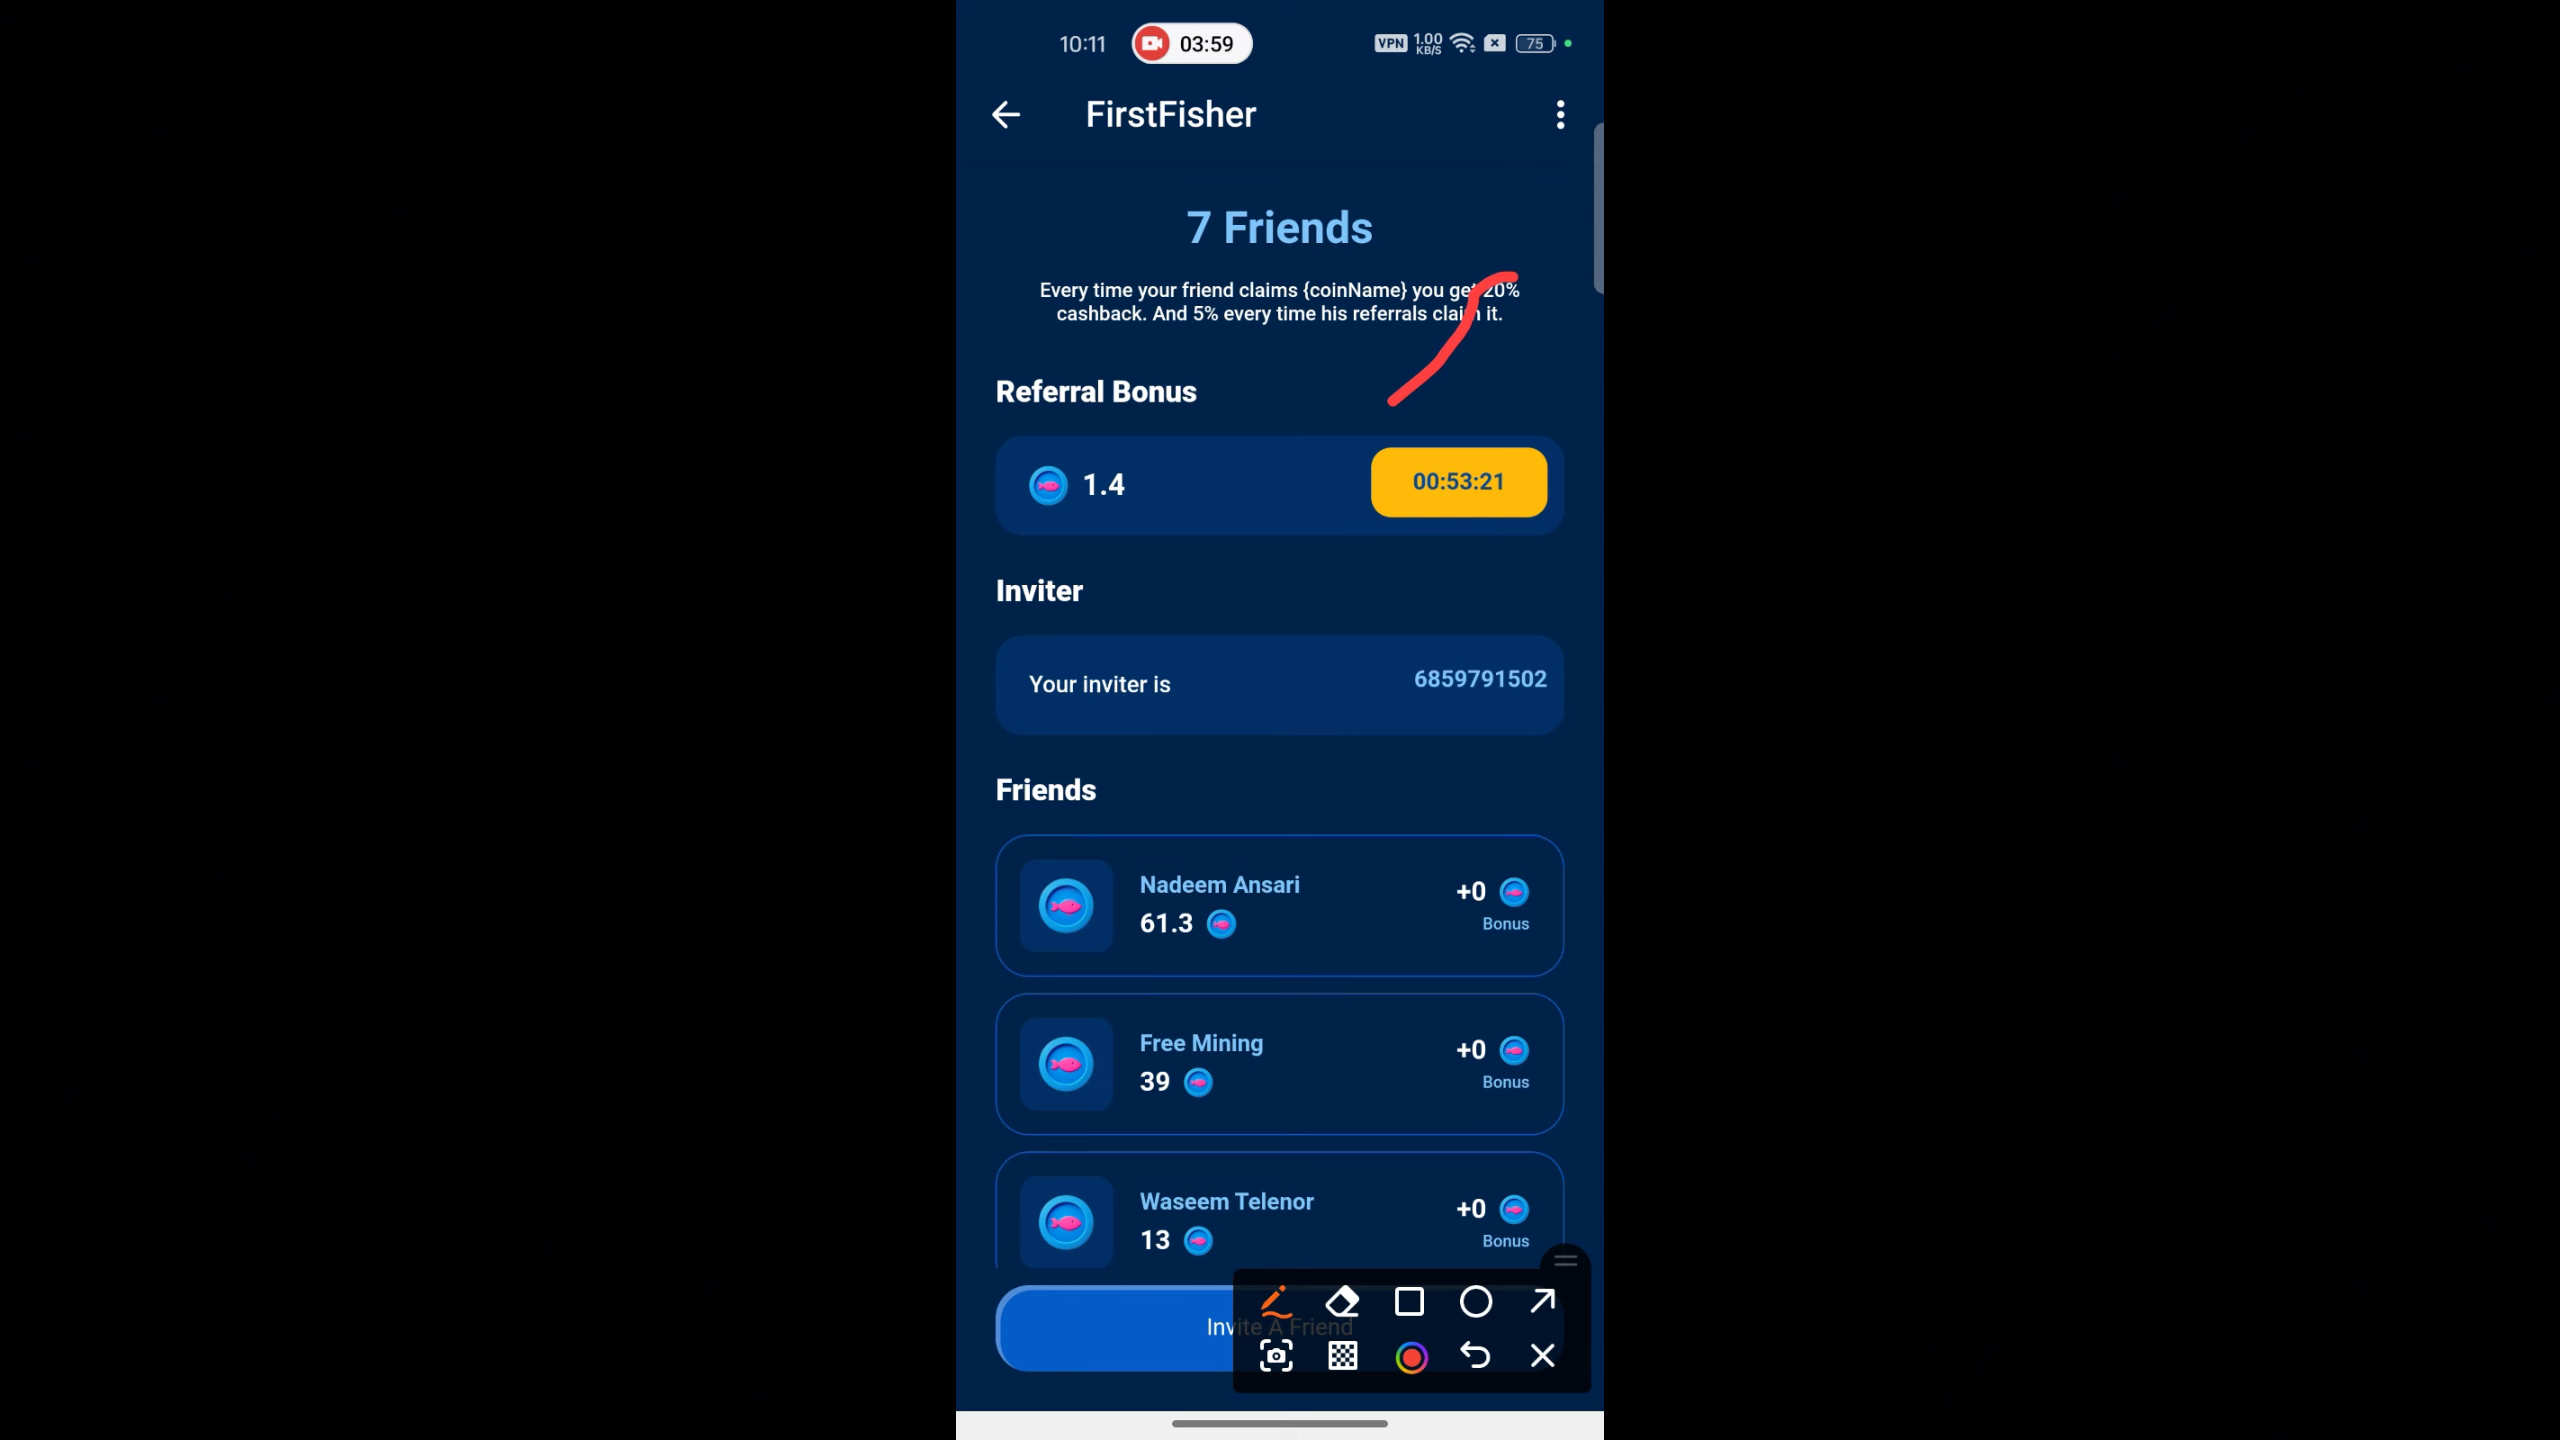 10:11
03:59
VPN
1.00
KB/S
75
FirstFisher
7 Friends
Every time your friend claims {coinName} you get 20%
cashback. And 5% every time his referrals claim it.
Referral Bonus
1.4
00:53:21
Inviter
Your inviter is
6859791502
Friends
Nadeem Ansari
61.3
+0
Bonus
Free Mining
39
+0
Bonus
Waseem Telenor
13
+0
Bonus
Invite A Friend